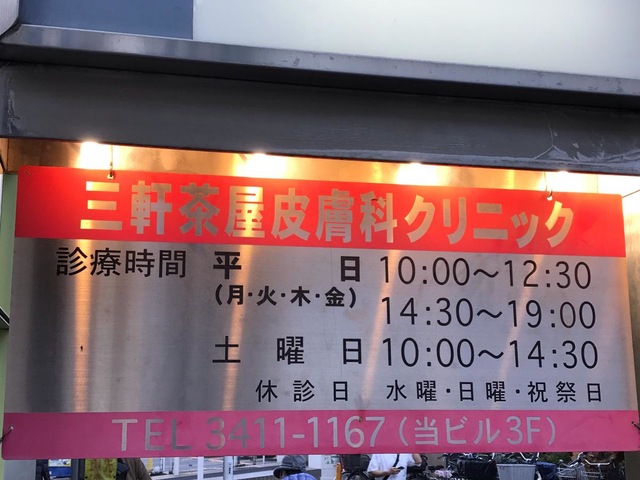 三軒茶屋皮膚科クリニック
診療時間 平日 10:00〜12:30
(月・火・木・金) 14:30〜19:00
土曜日 10:00〜14:30
休診日 水曜・日曜・祝祭日
TEL 3411-1167(当ビル3F)